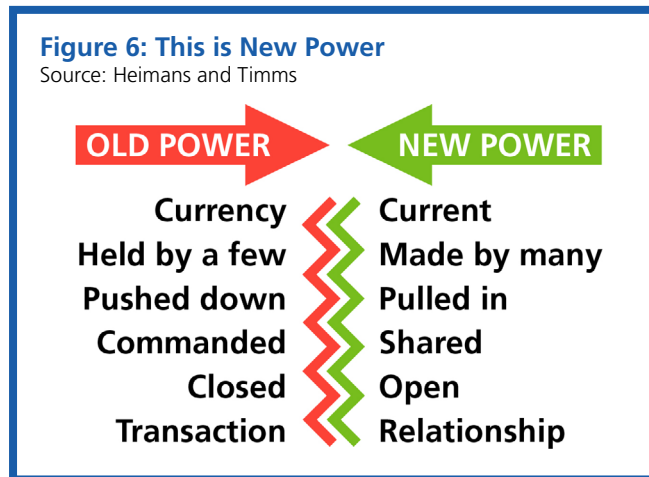 Figure 6: This is New Power
Source: Heimans and Timms
OLD POWER NEW POWER
Currency Current
Held by a few Made by many
Pushed down Pulled in
Commanded Shared
Closed Open
Transaction Relationship